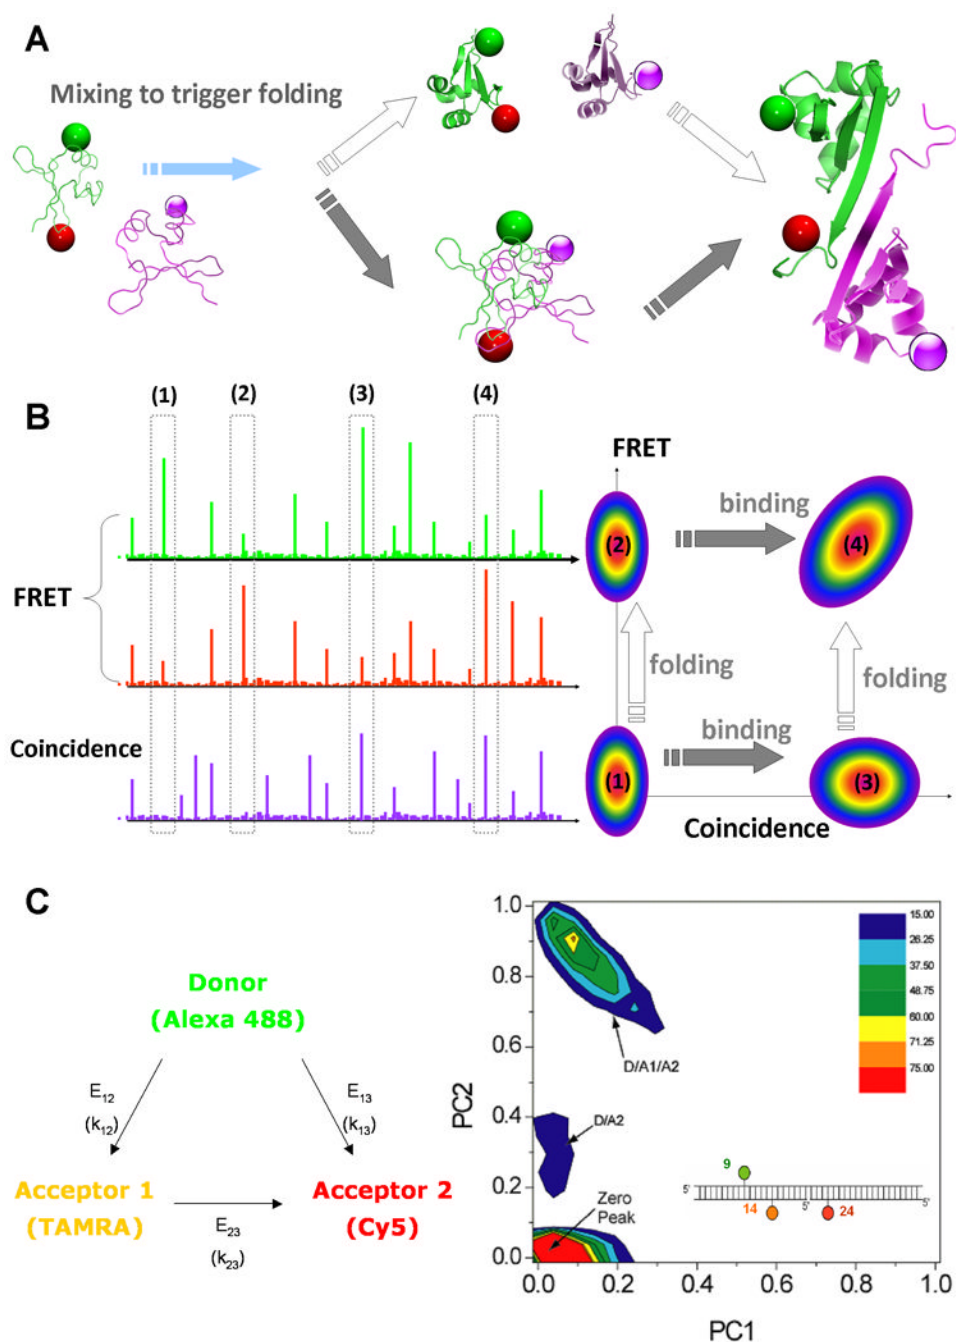 A
Mixing to trigger folding
B
(1) (2) (3) (4)
FRET
Coincidence
FRET
binding
(2)
(4)
folding
folding
binding
(1)
(3)
Coincidence
C
Donor
(Alexa 488)
E12
(k12)
E13
(k13)
Acceptor 1
(TAMRA)
Acceptor 2
(Cy5)
E23
(k23)
PC2
1.0
0.8
0.6
0.4
0.2
0.0
15.00
26.25
37.50
48.75
60.00
71.25
75.00
D/A1/A2
D/A2
Zero
Peak
9
5'
5'
5'
14
24
0.0 0.2 0.4 0.6 0.8 1.0
PC1